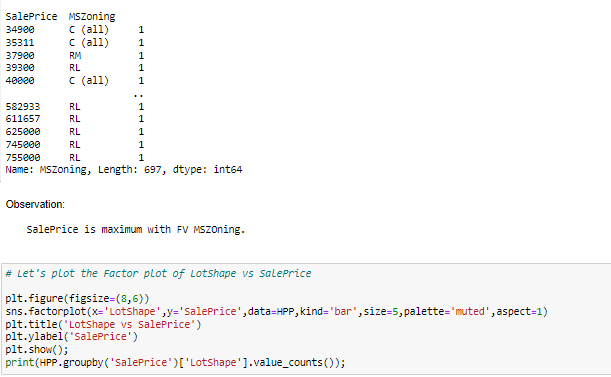 SalePrice  MSZoning
34900      C (all)     1
35311      C (all)     1
37900      RM          1
39300      RL          1
40000      C (all)     1
                      ..
582933     RL          1
611657     RL          1
625000     RL          1
745000     RL          1
755000     RL          1
Name: MSZoning, Length: 697, dtype: int64
Observation:
SalePrice is maximum with FV MSZOning.
# Let's plot the Factor plot of LotShape vs SalePrice
plt.figure(figsize=(8,6))
sns.factorplot(x='LotShape',y='SalePrice',data=HPP,kind='bar',size=5,palette='muted',aspect=1)
plt.title('LotShape vs SalePrice')
plt.ylabel('SalePrice')
plt.show();
print(HPP.groupby('SalePrice')['LotShape'].value_counts());